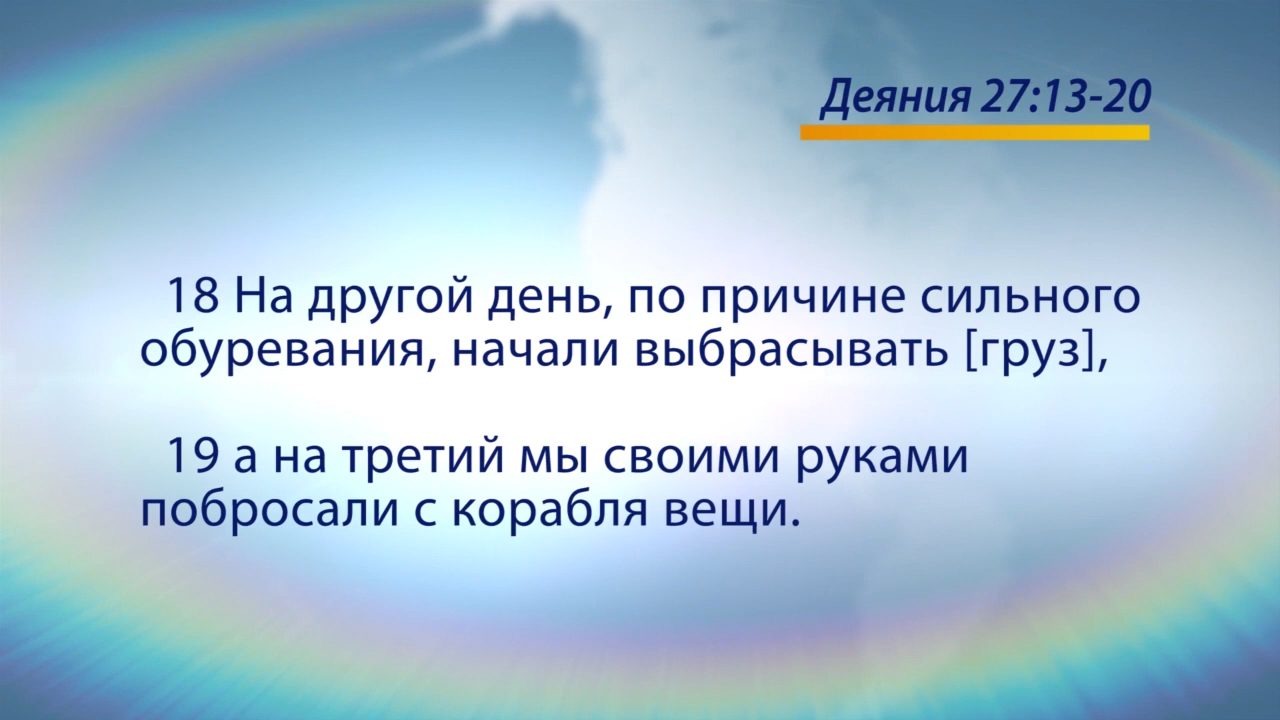 Деяния 27:13-20
18 На другой день, по причине сильного
обуревания, начали выбрасывать [груз],
19 а на третий мы своими руками
побросали с корабля вещи.